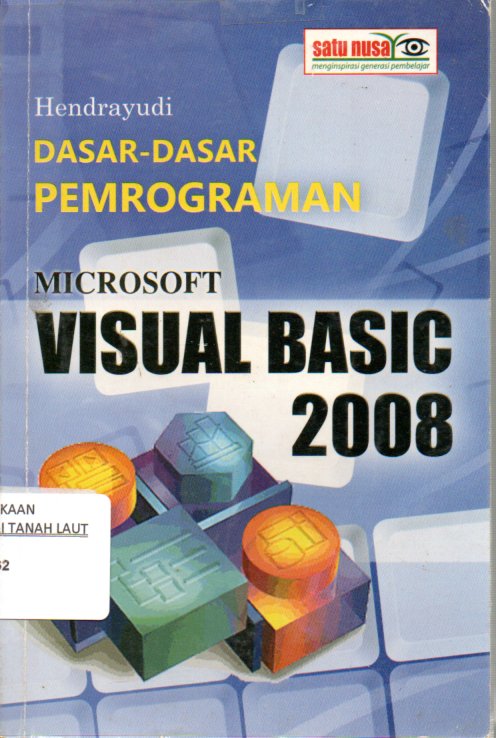 satu nusa
menginspirasi generasi pembelajar
Hendrayudi
DASAR-DASAR
PEMROGRAMAN
MICROSOFT
VISUAL BASIC
2008
KAAN
I TANAH LAUT
62